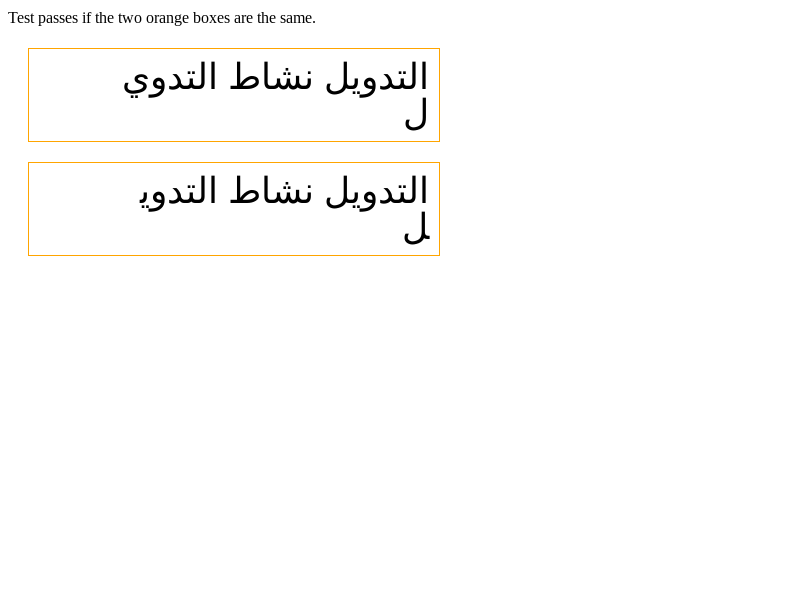 Test passes if the two orange boxes are the same.
التدويل نشاط التدوي
ل
التدويل نشاط التدويـ
ـل